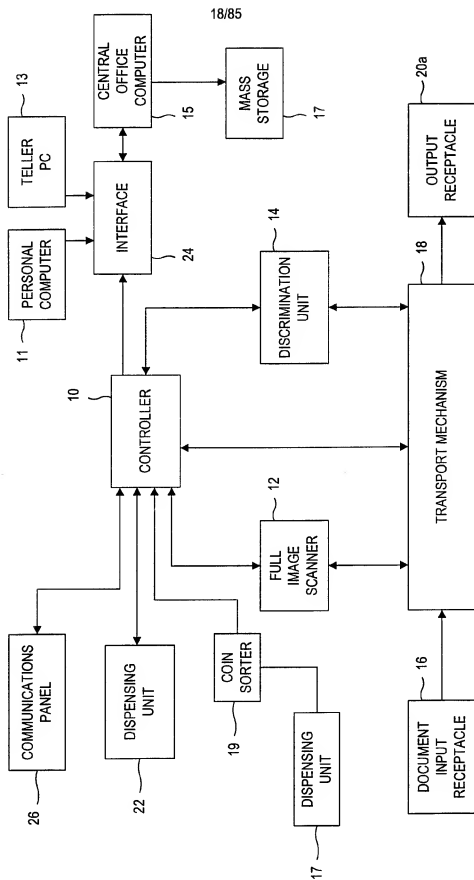 18/85
13
TELLER
PC
CENTRAL
OFFICE
COMPUTER
15
MASS
STORAGE
17
PERSONAL
COMPUTER
11
INTERFACE
24
10
CONTROLLER
14
DISCRIMINATION
UNIT
20a
OUTPUT
RECEPTACLE
18
TRANSPORT MECHANISM
12
FULL
IMAGE
SCANNER
COMMUNICATIONS
PANEL
26
DISPENSING
UNIT
22
COIN
SORTER
19
DISPENSING
UNIT
17
16
DOCUMENT
INPUT
RECEPTACLE